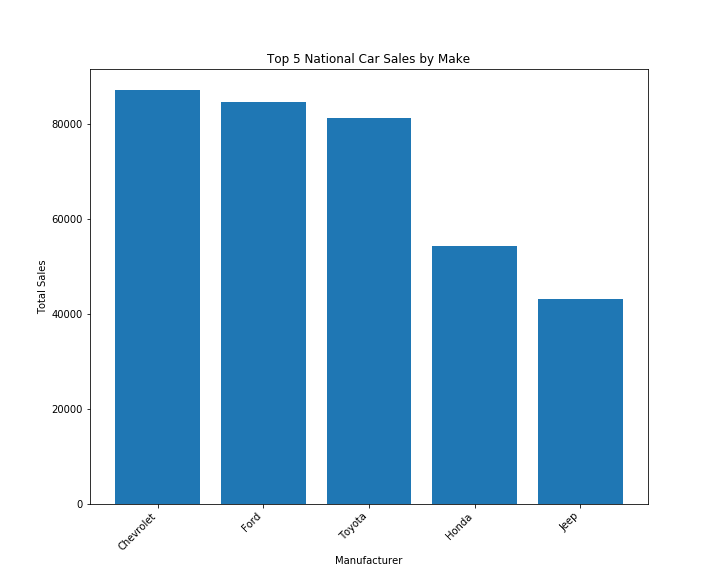 Top 5 National Car Sales by Make
Total Sales
80000
60000
40000
20000
0
Chevrolet
Ford
Toyota
Honda
Jeep
Manufacturer